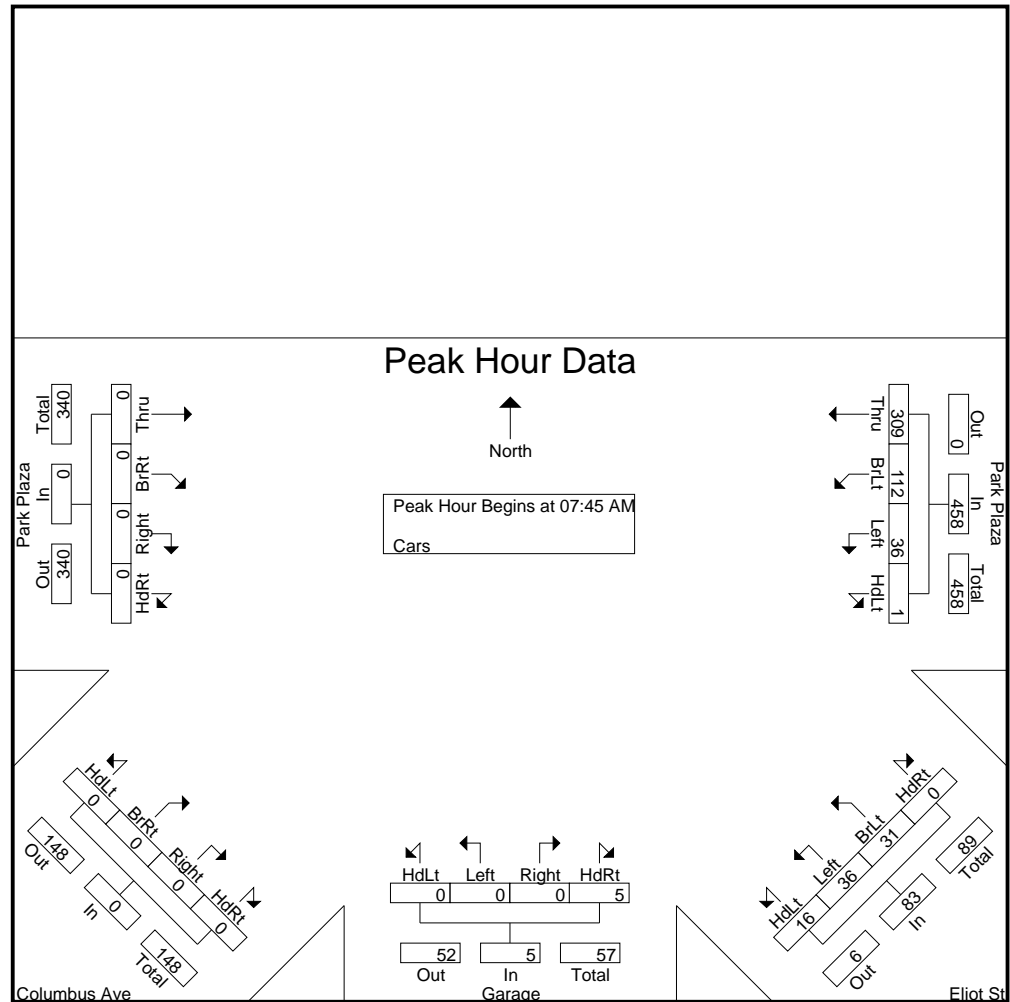 Peak Hour Data
North
Peak Hour Begins at 07:45 AM
Cars
Park Plaza
Total
340
In
0
Out
340
0
Thru
0
BrRt
0
Right
0
HdRt
Park Plaza
Out
0
In
458
Total
458
Thru
309
BrLt
112
Left
36
HdLt
1
HdLt
0
BrRt
0
Right
0
HdRt
0
148
Out
0
In
148
Total
Columbus Ave
HdLt Left Right HdRt
0 0 0 5
52 5 57
Out In Total
Garage
HdRt
0
BrLt
31
Left
36
HdLt
16
89
Total
83
In
6
Out
Eliot St